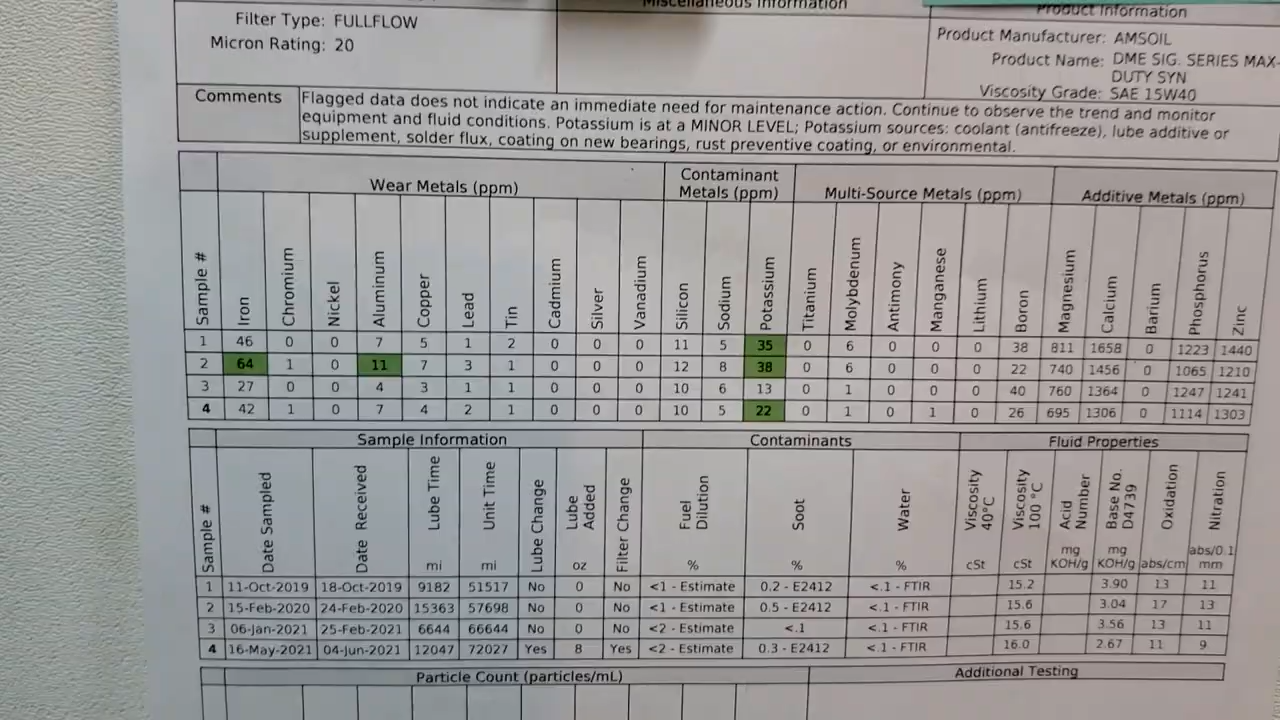 Miscellaneous Information
Product Information
Filter Type: FULLFLOW
Micron Rating: 20
Product Manufacturer: AMSOIL
Product Name: DME SIG. SERIES MAX-
DUTY SYN
Viscosity Grade: SAE 15W40
Comments
Flagged data does not indicate an immediate need for maintenance action. Continue to observe the trend and monitor
equipment and fluid conditions. Potassium is at a MINOR LEVEL; Potassium sources: coolant (antifreeze), lube additive or
supplement, solder flux, coating on new bearings, rust preventive coating, or environmental.
Wear Metals (ppm) Contaminant Metals (ppm) Multi-Source Metals (ppm) Additive Metals (ppm)
Sample # Iron Chromium Nickel Aluminum Copper Lead Tin Cadmium Silver Vanadium Silicon Sodium Potassium Titanium Molybdenum Antimony Manganese Lithium Boron Magnesium Calcium Barium Phosphorus Zinc
1 46 0 0 7 5 1 2 0 0 0 11 5 35 0 6 0 0 0 38 811 1658 0 1223 1440
2 64 1 0 11 7 3 1 0 0 0 12 8 38 0 6 0 0 0 22 740 1456 0 1065 1210
3 27 0 0 4 3 1 1 0 0 0 10 6 13 0 1 0 0 0 40 760 1364 0 1247 1241
4 42 1 0 7 4 2 1 0 0 0 10 5 22 0 1 0 1 0 26 695 1306 0 1114 1303
Sample Information Contaminants Fluid Properties
Sample # Date Sampled Date Received Lube Time Unit Time Lube Change Lube Added Filter Change Fuel Dilution Soot Water Viscosity 40°C Viscosity 100°C Acid Number Base No. D4739 Oxidation Nitration
mi mi oz % % % cSt cSt mg KOH/g mg KOH/g abs/cm abs/0.1 mm
1 11-Oct-2019 18-Oct-2019 9182 51517 No 0 No <1 - Estimate 0.2 - E2412 <.1 - FTIR 15.2 3.90 13 11
2 15-Feb-2020 24-Feb-2020 15363 57698 No 0 No <1 - Estimate 0.5 - E2412 <.1 - FTIR 15.6 3.04 17 13
3 06-Jan-2021 25-Feb-2021 6644 66644 No 0 No <2 - Estimate <.1 <.1 - FTIR 15.6 3.56 13 11
4 16-May-2021 04-Jun-2021 12047 72027 Yes 8 Yes <2 - Estimate 0.3 - E2412 <.1 - FTIR 16.0 2.67 11 9
Particle Count (particles/mL) Additional Testing